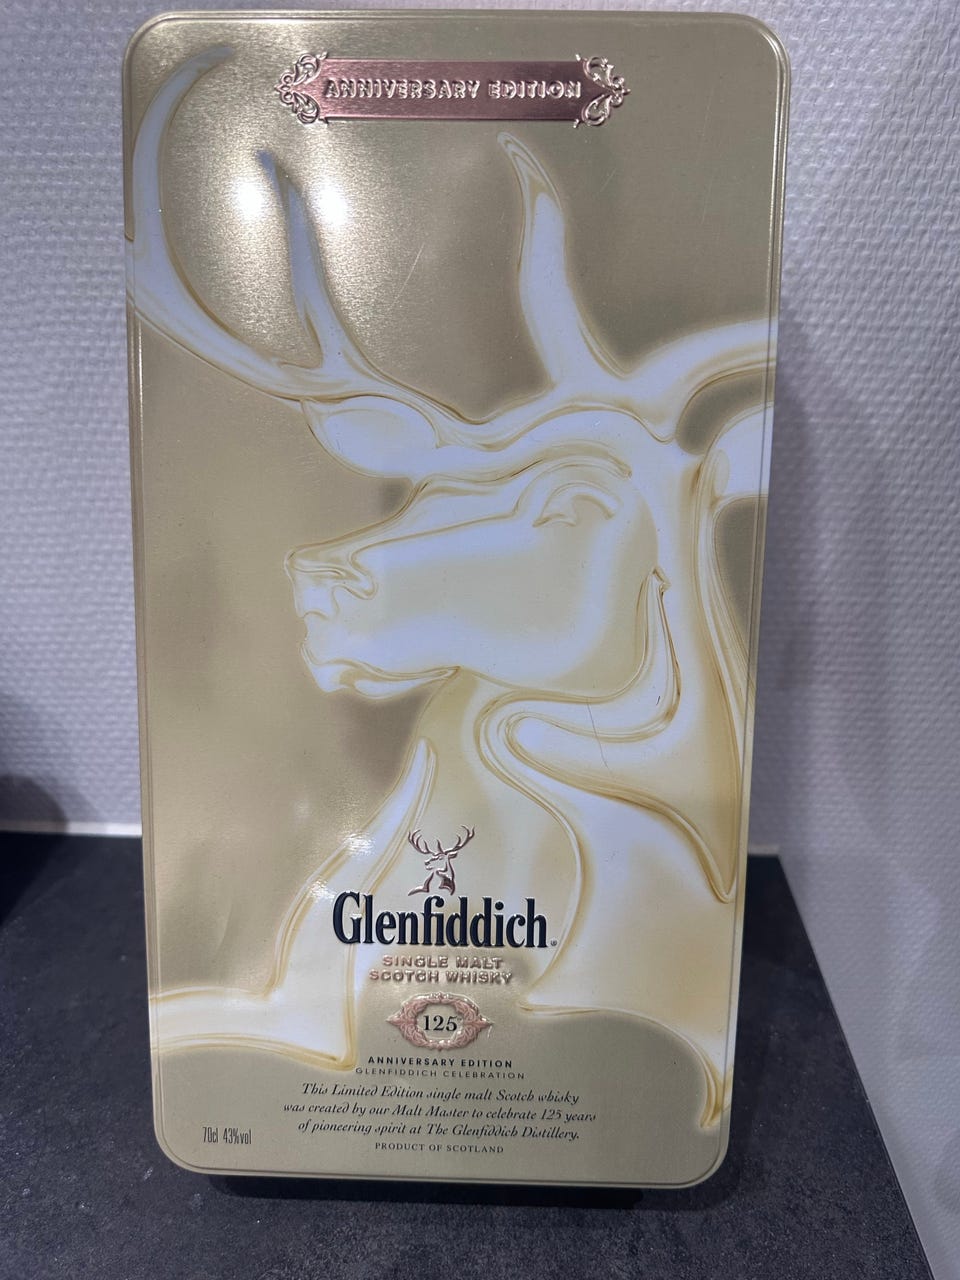 ANNIVERSARY EDITION
Glenfiddich®
SINGLE MALT
SCOTCH WHISKY
125
ANNIVERSARY EDITION
GLENFIDDICH CELEBRATION
This Limited Edition single malt Scotch whisky
was created by our Malt Master to celebrate 125 years
of pioneering spirit at The Glenfiddich Distillery.
PRODUCT OF SCOTLAND
70cl 43%vol